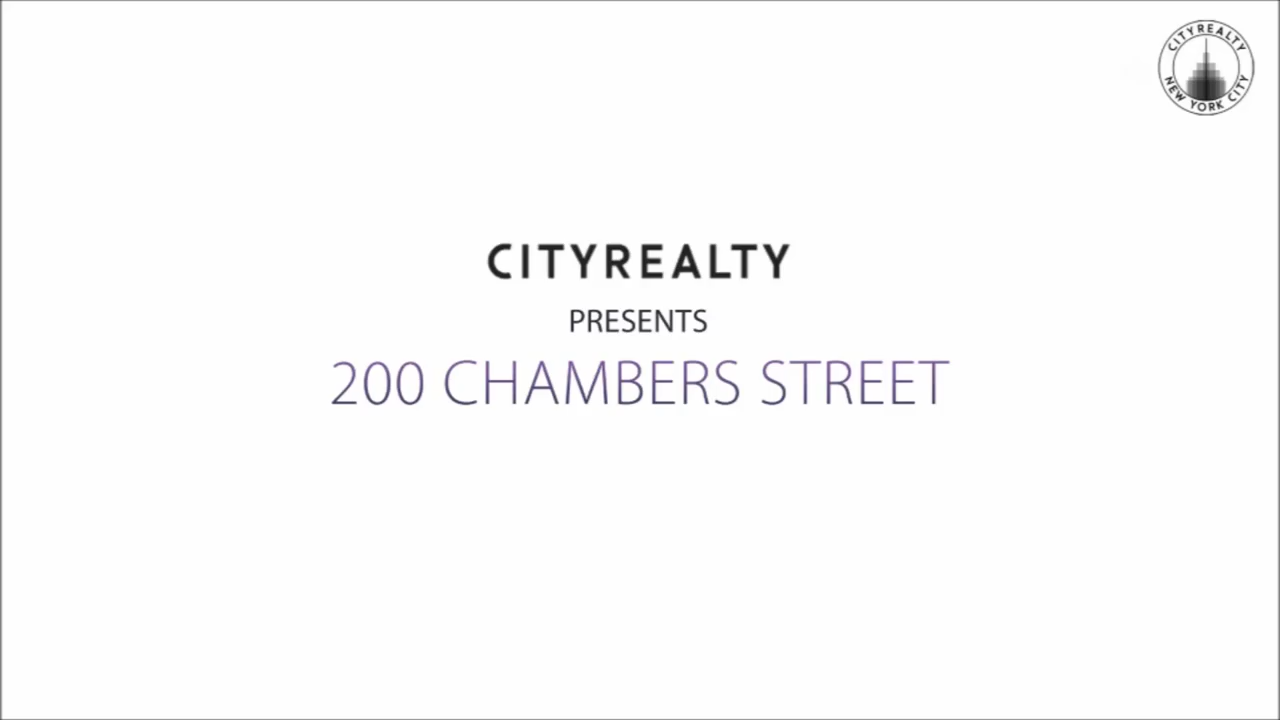 CITYREALTY
NEW YORK CITY
CITYREALTY
PRESENTS
200 CHAMBERS STREET